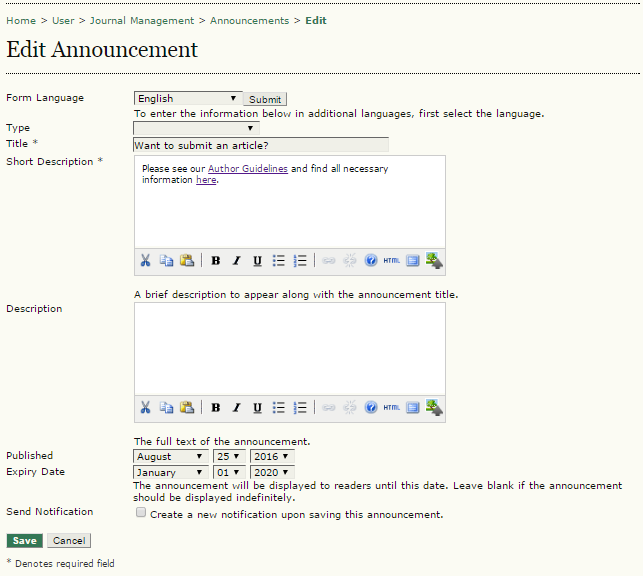 Home > User > Journal Management > Announcements > Edit
Edit Announcement
Form Language English Submit
To enter the information below in additional languages, first select the language.
Type
Title * Want to submit an article?
Short Description * Please see our Author Guidelines and find all necessary
information here.
B I U HTML
A brief description to appear along with the announcement title.
Description
B I U HTML
The full text of the announcement.
Published August 25 2016
Expiry Date January 01 2020
The announcement will be displayed to readers until this date. Leave blank if the announcement
should be displayed indefinitely.
Send Notification Create a new notification upon saving this announcement.
Save Cancel
* Denotes required field